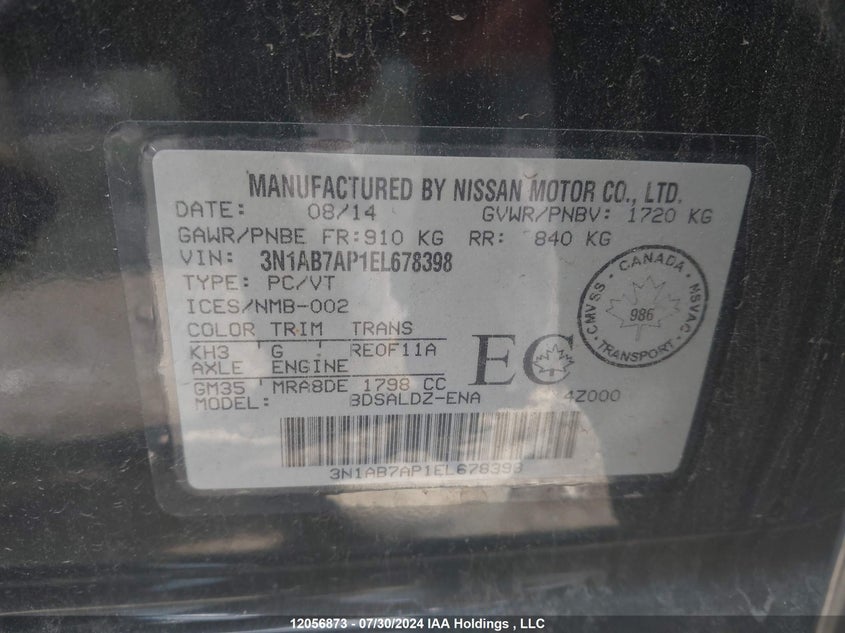 MANUFACTURED BY NISSAN MOTOR CO., LTD.
DATE: 08/14 GVWR/PNBV: 1720 KG
GAWR/PNBE FR:910 KG RR: 840 KG
VIN: 3N1AB7AP1EL678398
TYPE: PC/VT
ICES/NMB-002
COLOR TRIM TRANS
KH3 G RE0F11A
AXLE ENGINE
GM35 MRA8DE 1798 CC
MODEL: BDSALDZ-ENA 4Z000
EC
CANADA
CMVSS 986 NSVAC
TRANSPORT
3N1AB7AP1EL678398
12056873 - 07/30/2024 IAA Holdings , LLC